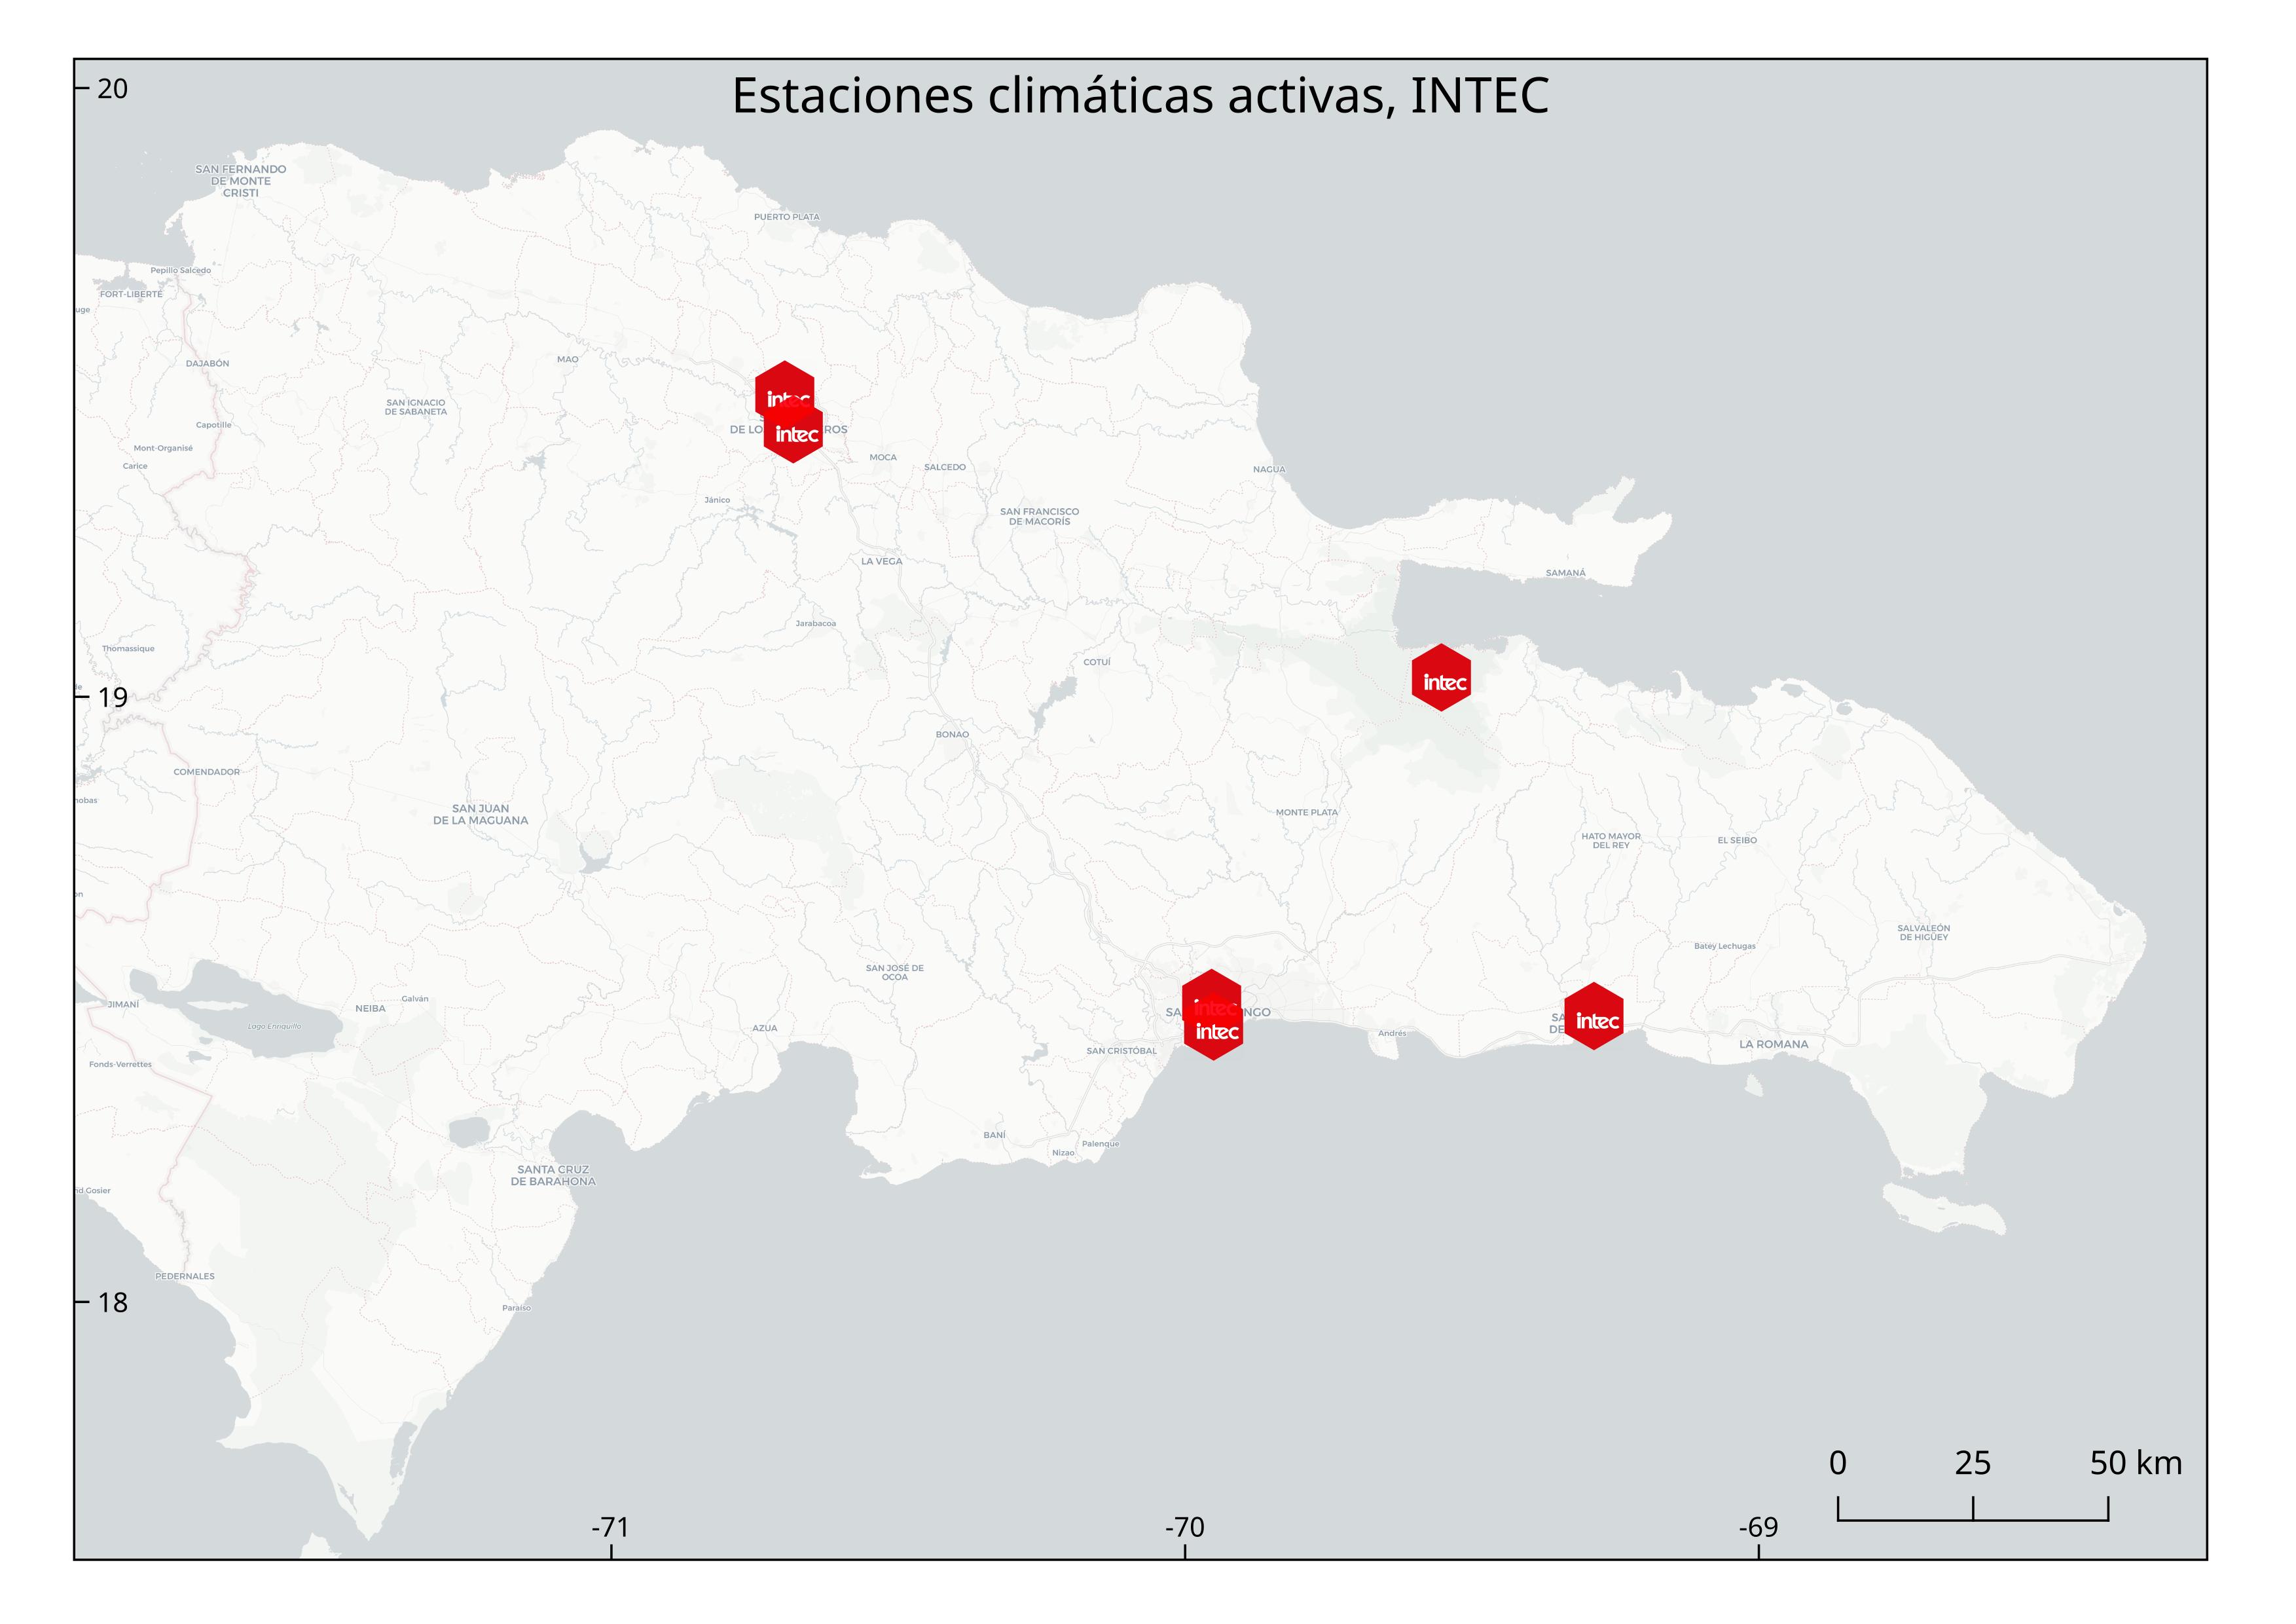 Estaciones climáticas activas, INTEC
20
SAN FERNANDO
DE MONTE
CRISTI
PUERTO PLATA
Pepillo Salcedo
FORT-LIBERTÉ
uge
DAJABÓN
MAO
intec
SAN IGNACIO
DE SABANETA
Capotille
DE LO
intec
ROS
Mont-Organisé
Carice
MOCA
SALCEDO
NAGUA
Jánico
SAN FRANCISCO
DE MACORÍS
LA VEGA
SAMANÁ
Jarabacoa
Thomassique
COTUÍ
intec
19
BONAO
COMENDADOR
nobas
SAN JUAN
DE LA MAGUANA
MONTE PLATA
HATO MAYOR
DEL REY
EL SEIBO
on
SALVALEÓN
DE HIGÜEY
Batey Lechugas
SAN JOSÉ DE
OCOA
JIMANÍ
NEIBA
Galván
Lago Enriquillo
AZUA
intec
SA
NGO
intec
Andrés
SA
DE
intec
SAN CRISTÓBAL
LA ROMANA
Fonds-Verrettes
BANÍ
Nizao
Palenque
SANTA CRUZ
DE BARAHONA
nd Gosier
PEDERNALES
18
Paraíso
0 25 50 km
-71 -70 -69